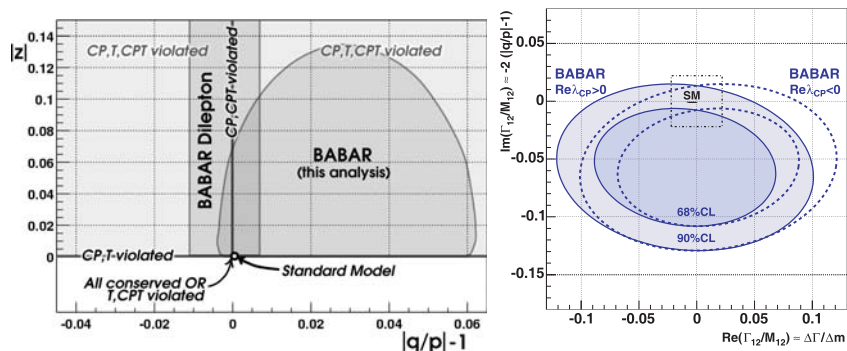 |z|
0.14
0.12
0.1
0.08
0.06
0.04
0.02
0
CP,T,CPT violated
CP,T,CPT violated
BABAR Dilepton
CP,CPT-violated
BABAR
(this analysis)
CP,T-violated
All conserved OR
T,CPT violated
Standard Model
-0.04 -0.02 0 0.02 0.04 0.06
|q/p|-1
Im(Γ12/M12) ≈ -2 (|q/p|-1)
0.05
0
-0.05
-0.1
-0.15
BABAR
ReλCP>0
BABAR
ReλCP<0
SM
68%CL
90%CL
-0.1 -0.05 0 0.05 0.1
Re(Γ12/M12) ≈ ΔΓ/Δm